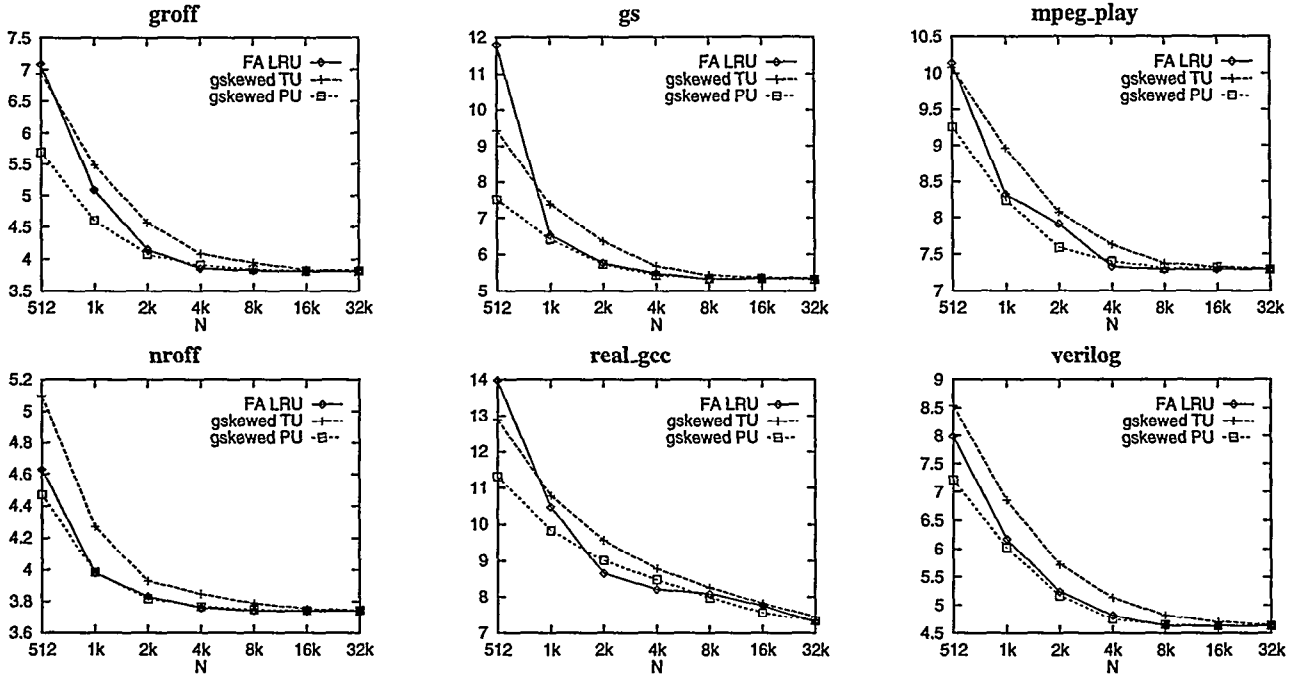 groff
7.5
7
6.5
6
5.5
5
4.5
4
3.5
FA LRU
gskewed TU
gskewed PU
512 1k 2k 4k 8k 16k 32k
N
gs
12
11
10
9
8
7
6
5
FA LRU
gskewed TU
gskewed PU
512 1k 2k 4k 8k 16k 32k
N
mpeg_play
10.5
10
9.5
9
8.5
8
7.5
7
FA LRU
gskewed TU
gskewed PU
512 1k 2k 4k 8k 16k 32k
N
nroff
5.2
5
4.8
4.6
4.4
4.2
4
3.8
3.6
FA LRU
gskewed TU
gskewed PU
512 1k 2k 4k 8k 16k 32k
N
real_gcc
14
13
12
11
10
9
8
7
FA LRU
gskewed TU
gskewed PU
512 1k 2k 4k 8k 16k 32k
N
verilog
9
8.5
8
7.5
7
6.5
6
5.5
5
4.5
FA LRU
gskewed TU
gskewed PU
512 1k 2k 4k 8k 16k 32k
N